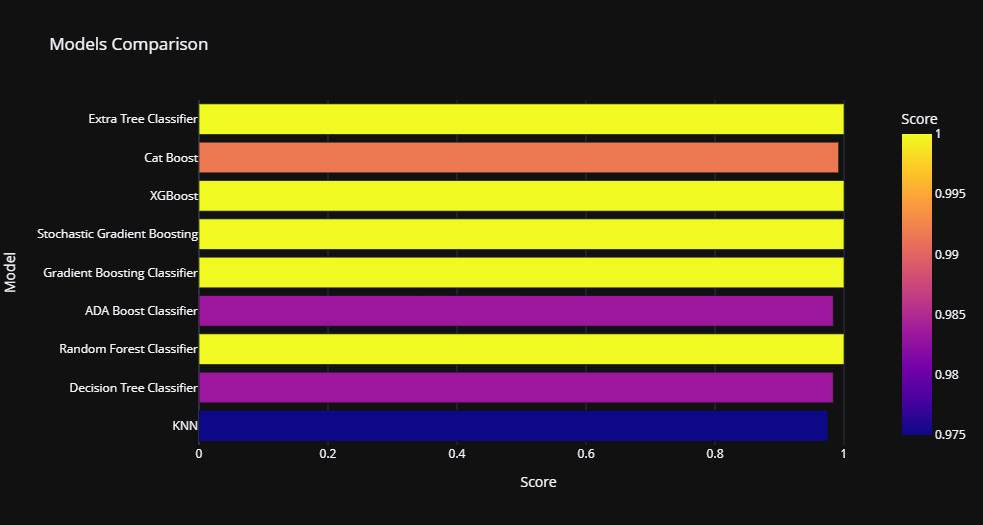 Models Comparison
Score
1
0.995
0.99
0.985
0.98
0.975
Model
Extra Tree Classifier
Cat Boost
XGBoost
Stochastic Gradient Boosting
Gradient Boosting Classifier
ADA Boost Classifier
Random Forest Classifier
Decision Tree Classifier
KNN
0 0.2 0.4 0.6 0.8 1
Score